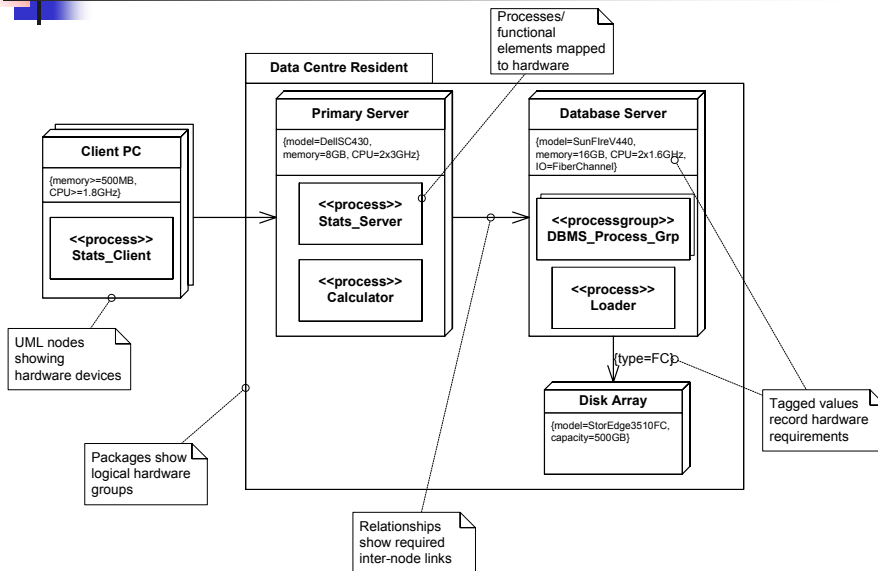 Processes/
functional
elements mapped
to hardware
Data Centre Resident
Primary Server
{model=DellSC430,
memory=8GB, CPU=2x3GHz}
<<process>>
Stats_Server
<<process>>
Calculator
Database Server
{model=SunFIreV440,
memory=16GB, CPU=2x1.6GHz,
IO=FiberChannel}
<<processgroup>>
DBMS_Process_Grp
<<process>>
Loader
Client PC
{memory>=500MB,
CPU>=1.8GHz}
<<process>>
Stats_Client
UML nodes
showing
hardware devices
{type=FC}
Disk Array
{model=StorEdge3510FC,
capacity=500GB}
Tagged values
record hardware
requirements
Packages show
logical hardware
groups
Relationships
show required
inter-node links